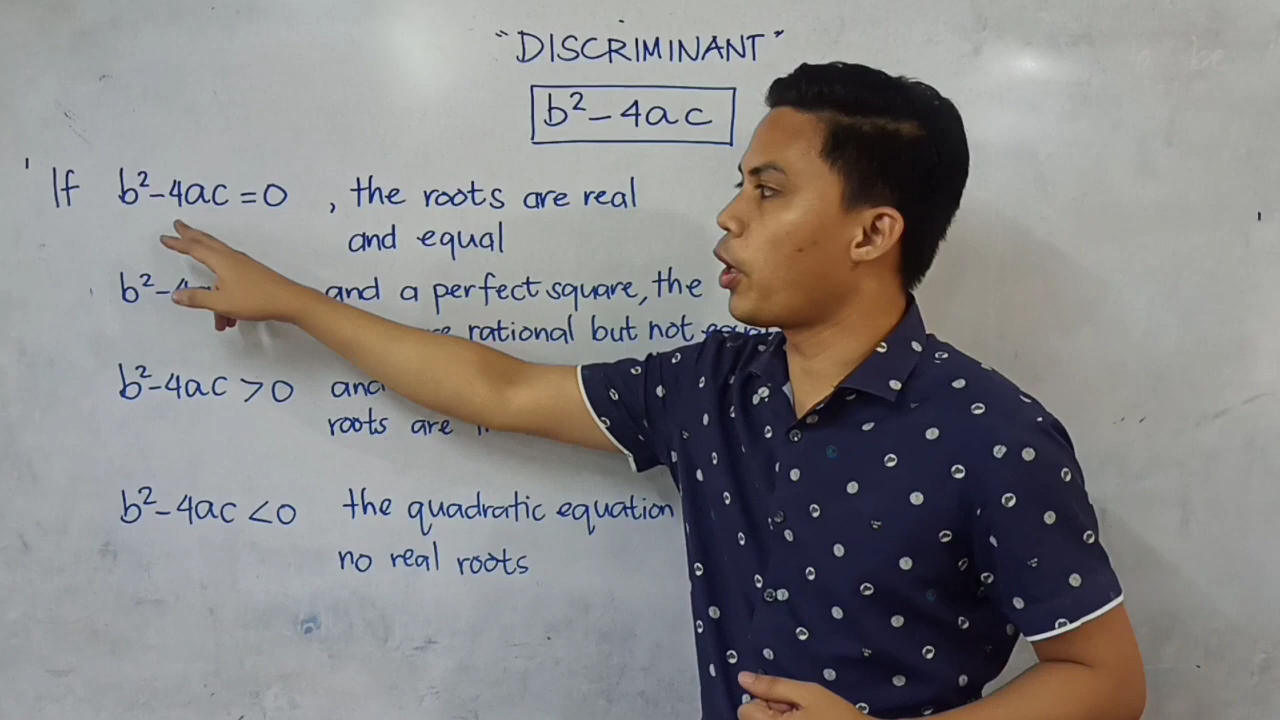 "DISCRIMINANT"
b²-4ac
If b²-4ac=0 , the roots are real
and equal
b²- and a perfect square, the
rational but not equal
b²-4ac >0 and
roots are
b²-4ac <0 the quadratic equation
no real roots